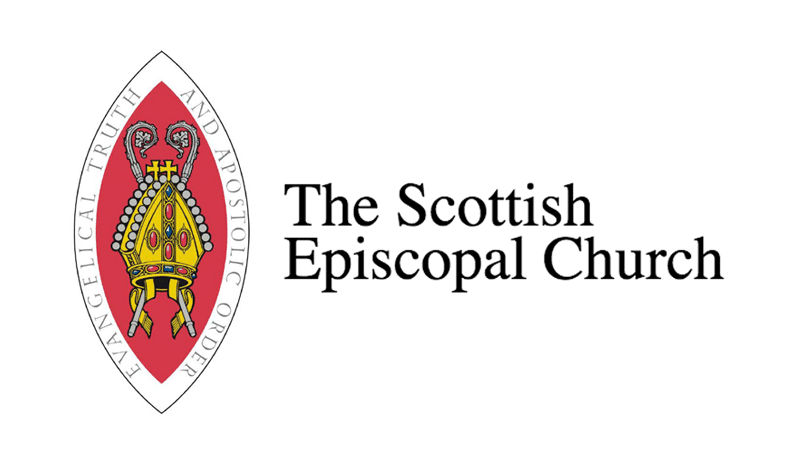 EVANGELICAL TRUTH
AND APOSTOLIC ORDER
The Scottish
Episcopal Church